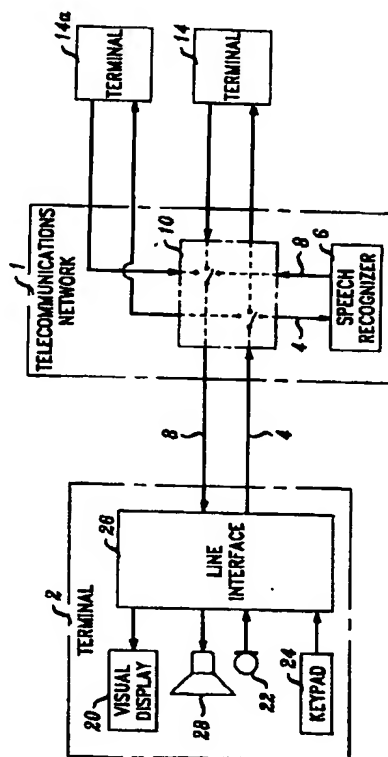 14a
TERMINAL
14
TERMINAL
1
TELECOMMUNICATIONS
NETWORK
10
8
4
6
SPEECH
RECOGNIZER
8
4
2
TERMINAL
26
LINE
INTERFACE
20
VISUAL
DISPLAY
28
22
24
KEYPAD